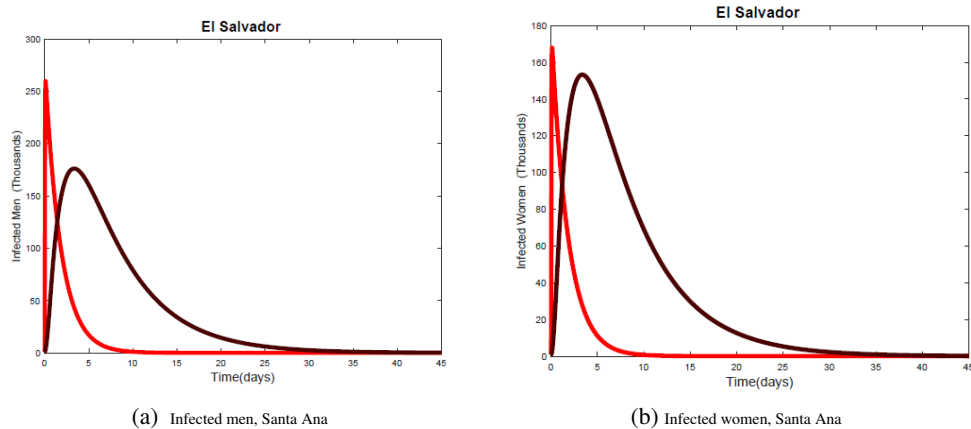 El Salvador
300
250
200
150
100
50
0
Infected Men (Thousands)
0 5 10 15 20 25 30 35 40 45
Time(days)
(a) Infected men, Santa Ana
El Salvador
180
160
140
120
100
80
60
40
20
0
Infected Women (Thousands)
0 5 10 15 20 25 30 35 40 45
Time(days)
(b) Infected women, Santa Ana